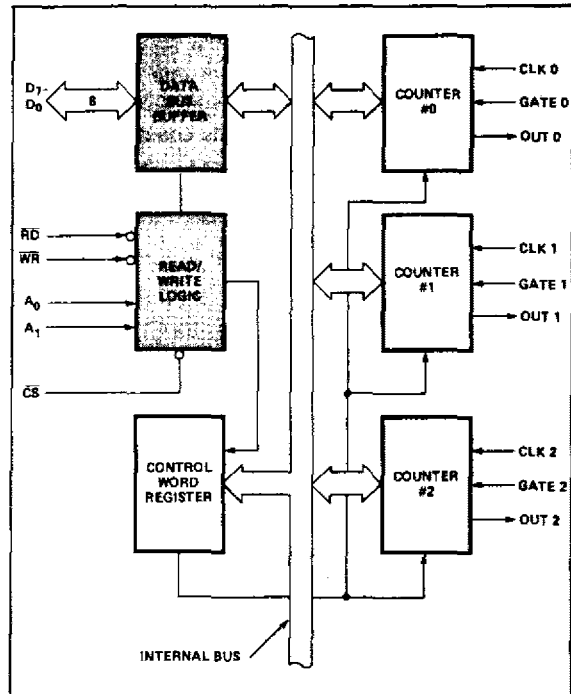 D7-
D0
8
DATA
BUS
BUFFER
COUNTER
#0
CLK 0
GATE 0
OUT 0
RD
WR
A0
A1
CS
READ/
WRITE
LOGIC
COUNTER
#1
CLK 1
GATE 1
OUT 1
CONTROL
WORD
REGISTER
COUNTER
#2
CLK 2
GATE 2
OUT 2
INTERNAL BUS